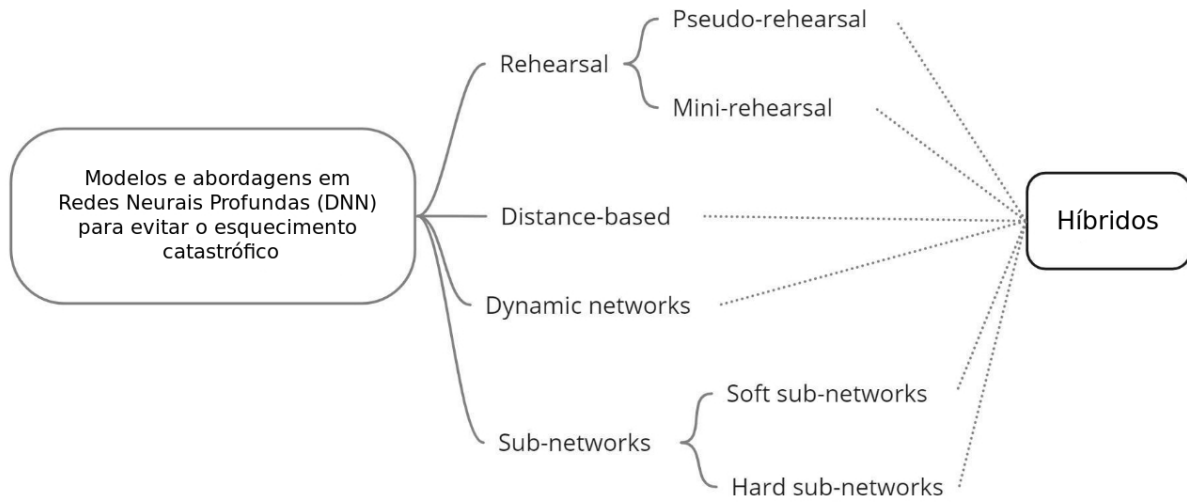 Pseudo-rehearsal
Rehearsal
Mini-rehearsal
Modelos e abordagens em
Redes Neurais Profundas (DNN)
para evitar o esquecimento
catastrófico
Distance-based
Híbridos
Dynamic networks
Soft sub-networks
Sub-networks
Hard sub-networks